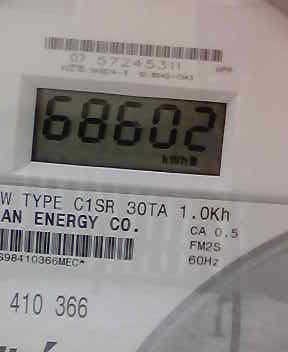 07 57245311
68602
kWh
W TYPE C1SR 30TA 1.0Kh
AN ENERGY CO.
CA 0.5
FM2S
60Hz
S98410366MEC*
410 366